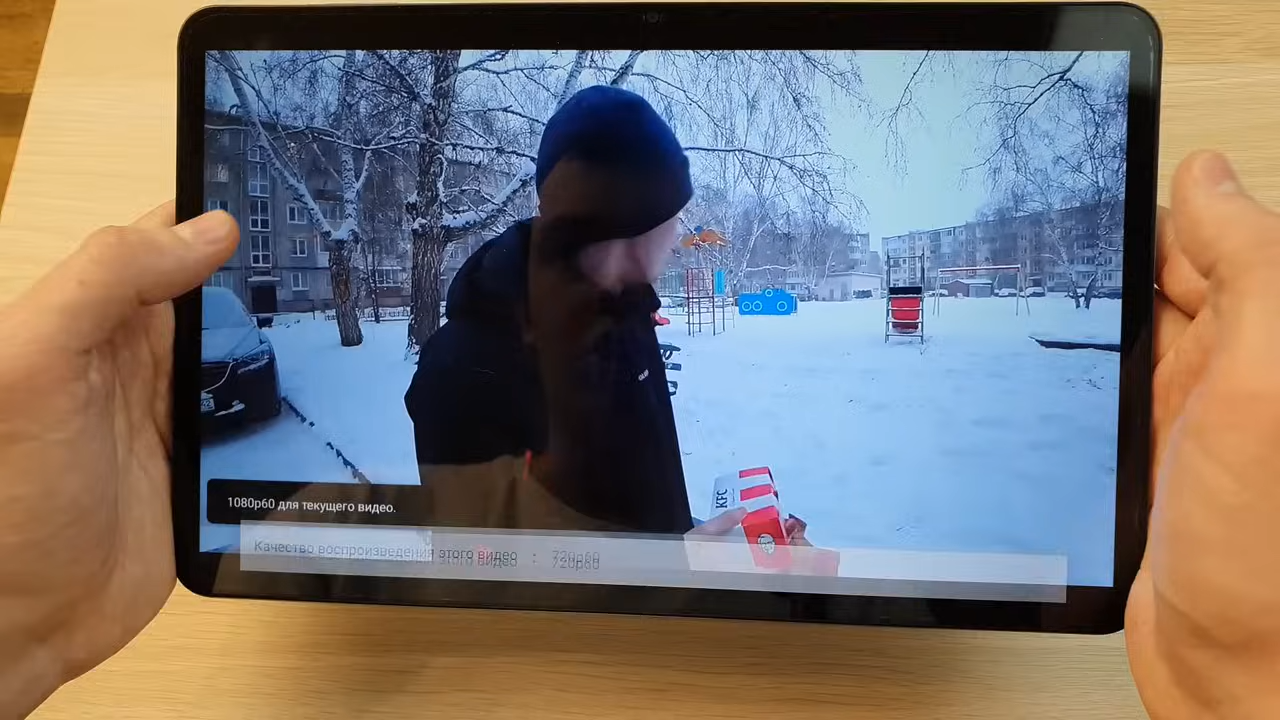 KFC
1080p60 для текущего видео.
Качество воспроизведения этого видео : 720p60